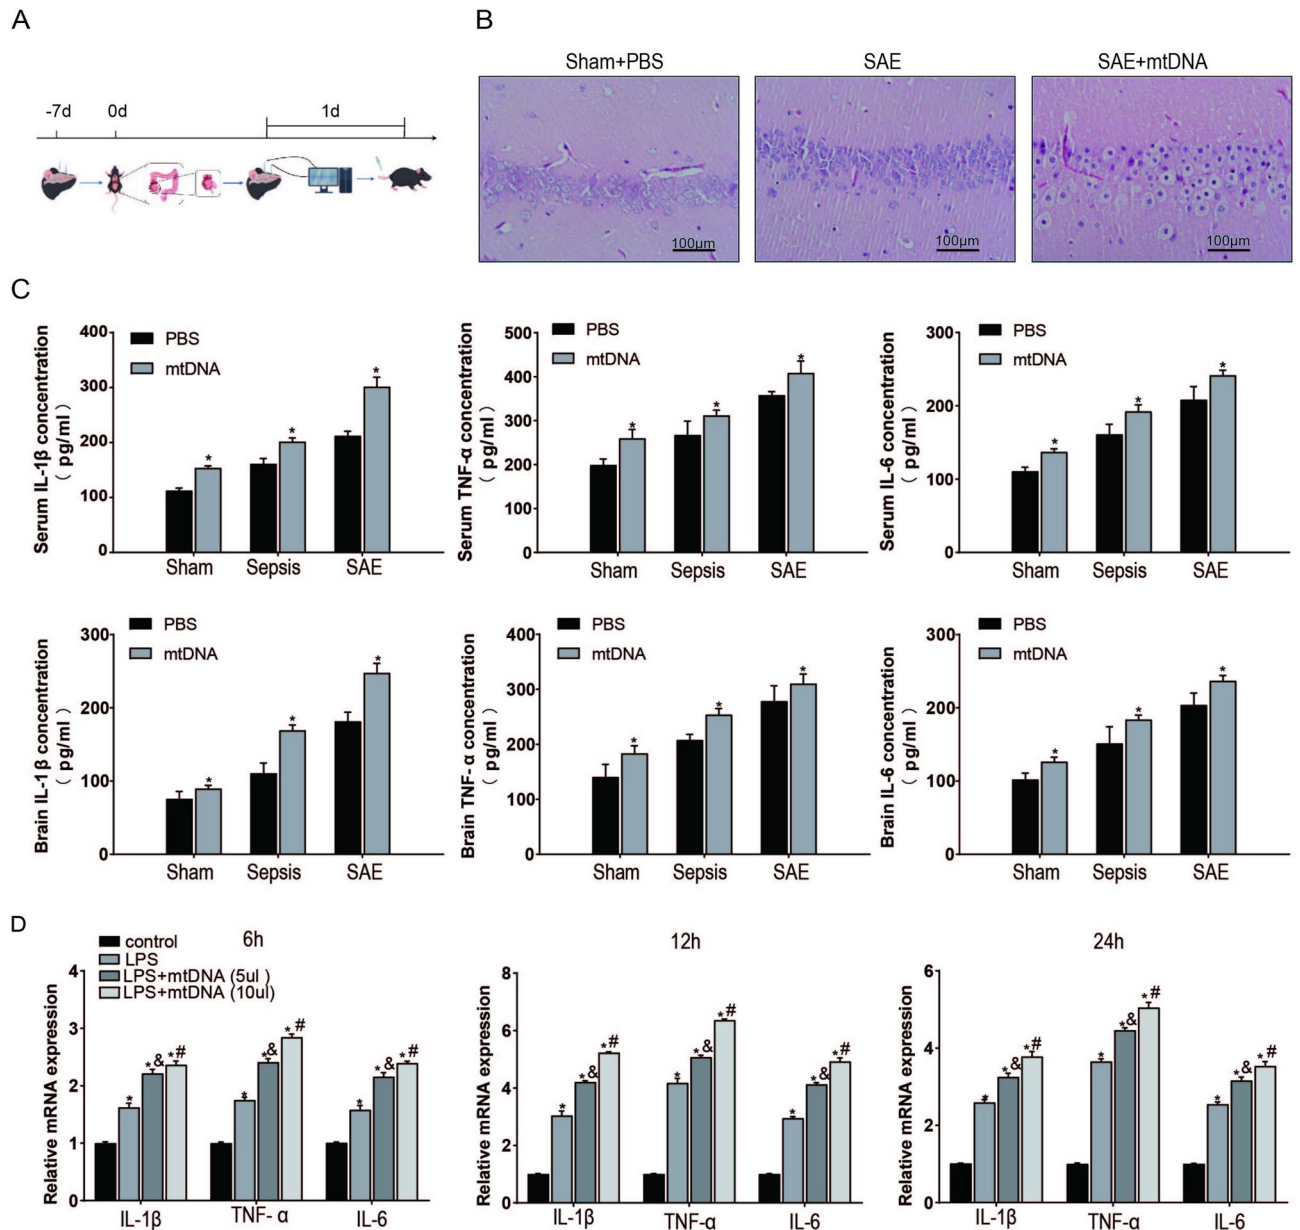 A
-7d 0d 1d
B
Sham+PBS SAE SAE+mtDNA
100μm 100μm 100μm
C
Serum IL-1β concentration
( pg/ml )
400
300
200
100
0
PBS
mtDNA
* * *
Sham Sepsis SAE
Serum TNF-α concentration
( pg/ml )
500
400
300
200
100
0
PBS
mtDNA
* * *
Sham Sepsis SAE
Serum IL-6 concentration
( pg/ml )
300
200
100
0
PBS
mtDNA
* * *
Sham Sepsis SAE
Brain IL-1β concentration
( pg/ml )
300
200
100
0
PBS
mtDNA
* * *
Sham Sepsis SAE
Brain TNF-α concentration
( pg/ml )
400
300
200
100
0
PBS
mtDNA
* * *
Sham Sepsis SAE
Brain IL-6 concentration
( pg/ml )
300
200
100
0
PBS
mtDNA
* * *
Sham Sepsis SAE
D
6h
control
LPS
LPS+mtDNA (5ul )
LPS+mtDNA (10ul)
Relative mRNA expression
4
3
2
1
0
* *& *# * *& *# * *& *#
IL-1β TNF-α IL-6
12h
Relative mRNA expression
8
6
4
2
0
* *& *# * *& *# * *& *#
IL-1β TNF-α IL-6
24h
Relative mRNA expression
6
4
2
0
* *& *# * *& *# * *& *#
IL-1β TNF-α IL-6